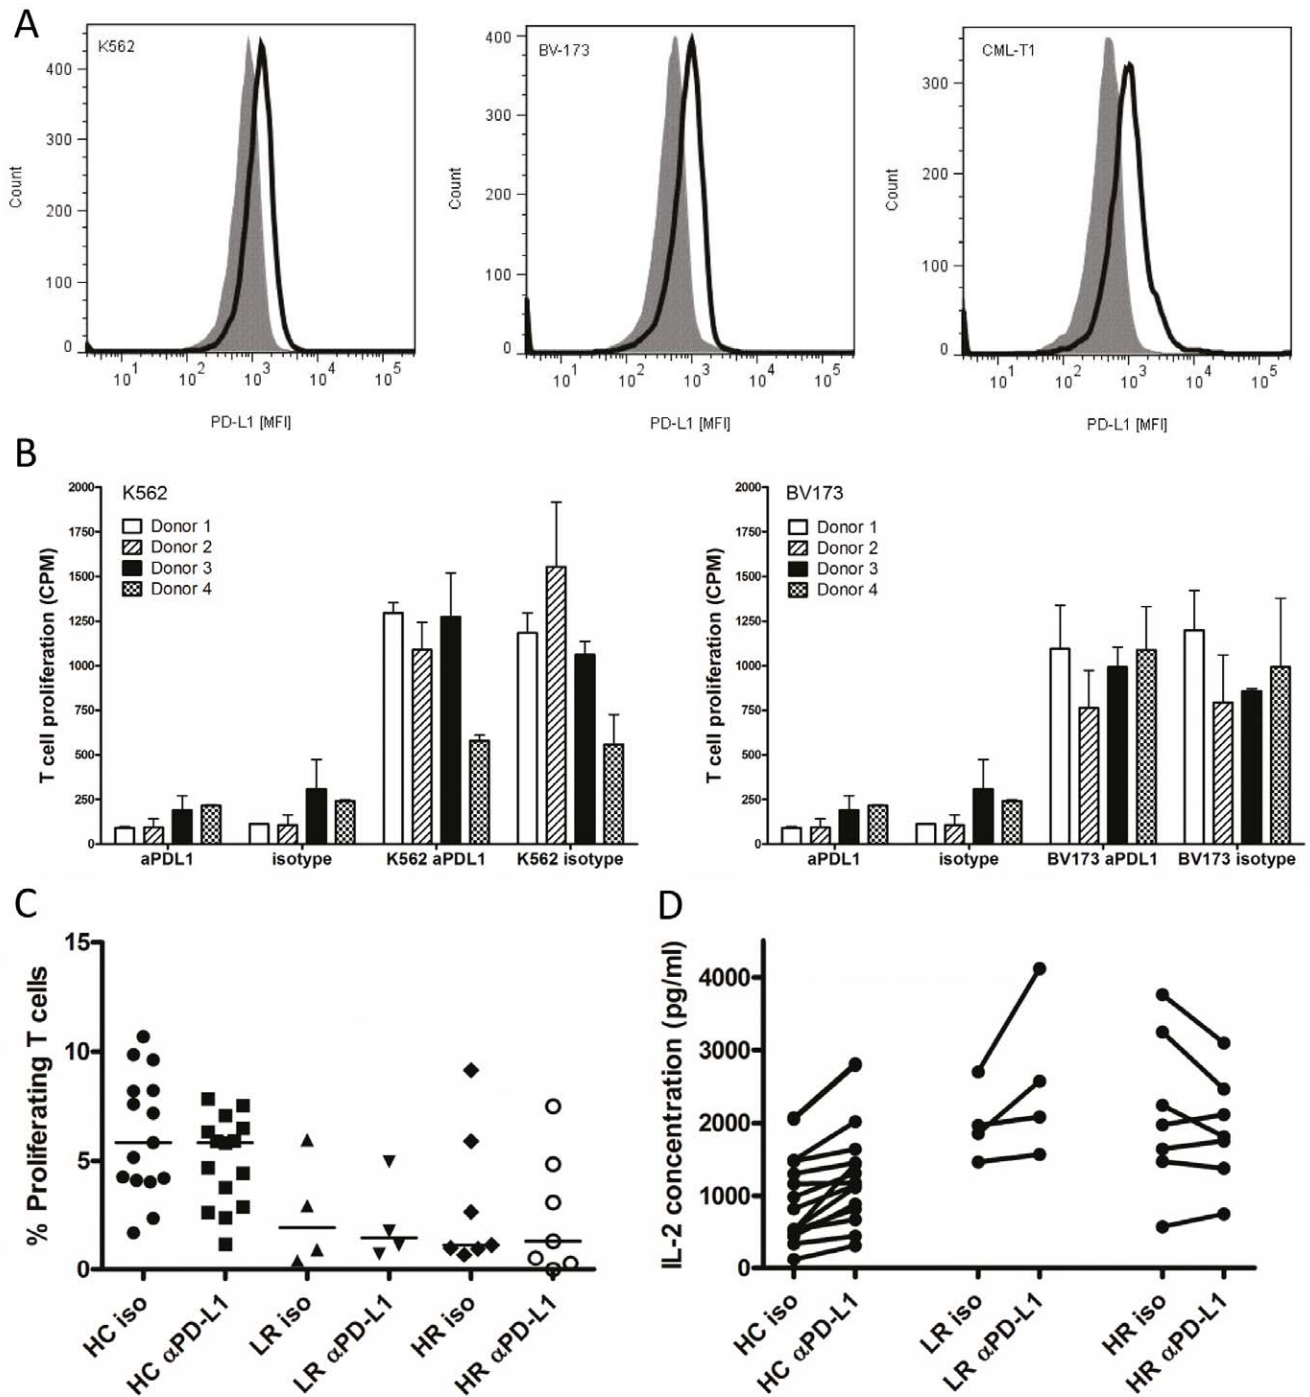 A
K562
400
300
200
100
0
Count
10^1 10^2 10^3 10^4 10^5
PD-L1 [MFI]
BV-173
400
300
200
100
0
Count
10^1 10^2 10^3 10^4 10^5
PD-L1 [MFI]
CML-T1
300
200
100
0
Count
10^1 10^2 10^3 10^4 10^5
PD-L1 [MFI]
B
K562
Donor 1
Donor 2
Donor 3
Donor 4
2000
1750
1500
1250
1000
750
500
250
0
T cell proliferation (CPM)
aPDL1 isotype K562 aPDL1 K562 isotype
BV173
Donor 1
Donor 2
Donor 3
Donor 4
2000
1750
1500
1250
1000
750
500
250
0
T cell proliferation (CPM)
aPDL1 isotype BV173 aPDL1 BV173 isotype
C
15
10
5
0
% Proliferating T cells
HC iso
HC αPD-L1
LR iso
LR αPD-L1
HR iso
HR αPD-L1
D
4000
3000
2000
1000
0
IL-2 concentration (pg/ml)
HC iso
HC αPD-L1
LR iso
LR αPD-L1
HR iso
HR αPD-L1